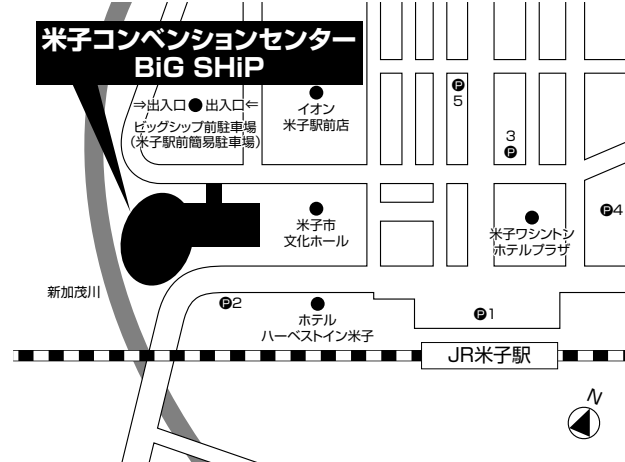 米子コンベンションセンター
BiG SHiP
⇒出入口●出入口⇐
ビッグシップ前駐車場
（米子駅前簡易駐車場）
イオン
米子駅前店
P
5
3
P
米子市
文化ホール
米子ワシントン
ホテルプラザ
P4
新加茂川
P2
ホテル
ハーベストイン米子
P1
JR米子駅
N